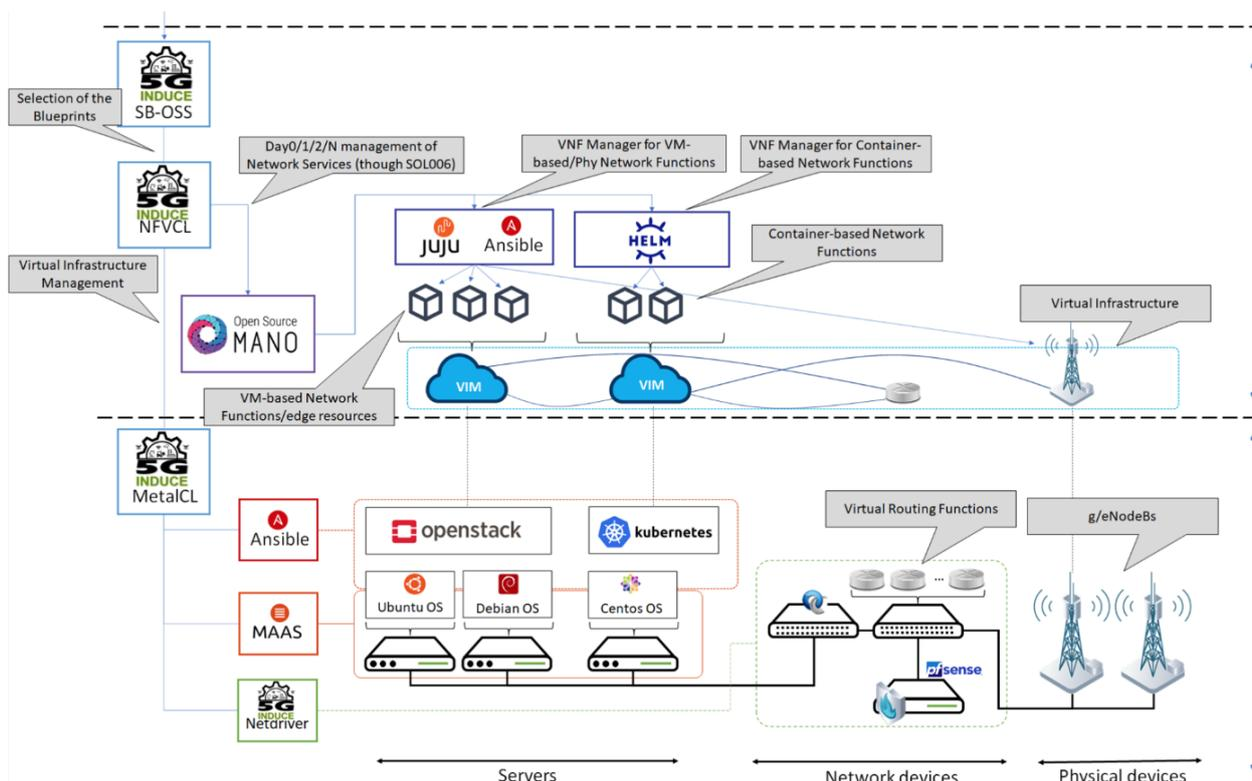 5G
INDUCE
SB-OSS
Selection of the
Blueprints
Day0/1/2/N management of
Network Services (though SOL006)
VNF Manager for VM-
based/Phy Network Functions
VNF Manager for Container-
based Network Functions
5G
INDUCE
NFVCL
JUJU
Ansible
HELM
Container-based Network
Functions
Virtual Infrastructure
Management
Open Source
MANO
Virtual Infrastructure
VIM
VIM
VM-based Network
Functions/edge resources
5G
INDUCE
MetalCL
Ansible
openstack
kubernetes
Virtual Routing Functions
g/eNodeBs
...
MAAS
Ubuntu OS
Debian OS
Centos OS
pfsense
5G
INDUCE
Netdriver
Servers
Network devices
Physical devices